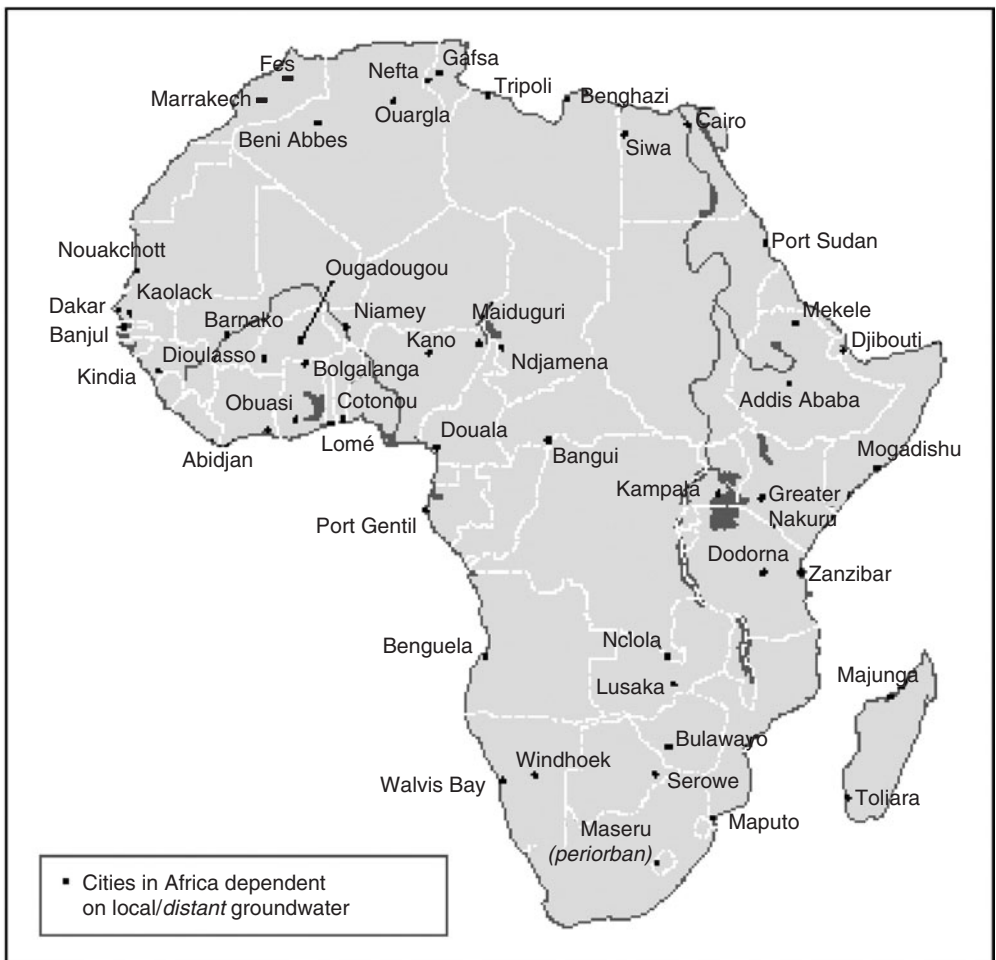 Fes
Gafsa
Nefta
Tripoli
Marrakech
Ouargla
Benghazi
Beni Abbes
Cairo
Siwa
Nouakchott
Port Sudan
Ougadougou
Dakar
Kaolack
Banjul
Barnako
Niamey
Maiduguri
Mekele
Kano
Djibouti
Dioulasso
Ndjamena
Kindia
Bolgalanga
Addis Ababa
Obuasi
Cotonou
Abidjan
Lomé
Douala
Bangui
Mogadishu
Kampala
Greater
Nakuru
Port Gentil
Dodorna
Zanzibar
Benguela
Nclola
Lusaka
Majunga
Bulawayo
Windhoek
Walvis Bay
Serowe
Toliara
Maseru
(periorban)
Maputo
Cities in Africa dependent
on local/distant groundwater